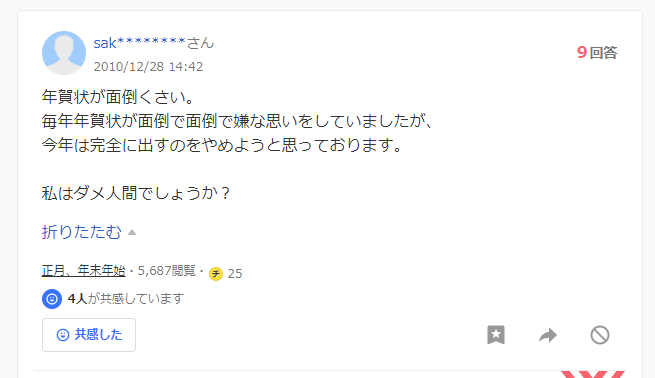 sak********さん
9回答
2010/12/28 14:42
年賀状が面倒くさい。
毎年年賀状が面倒で面倒で嫌な思いをしていましたが、
今年は完全に出すのをやめようと思っております。
私はダメ人間でしょうか？
折りたたむ
正月、年末年始・5,687閲覧・チ 25
4人が共感しています
共感した